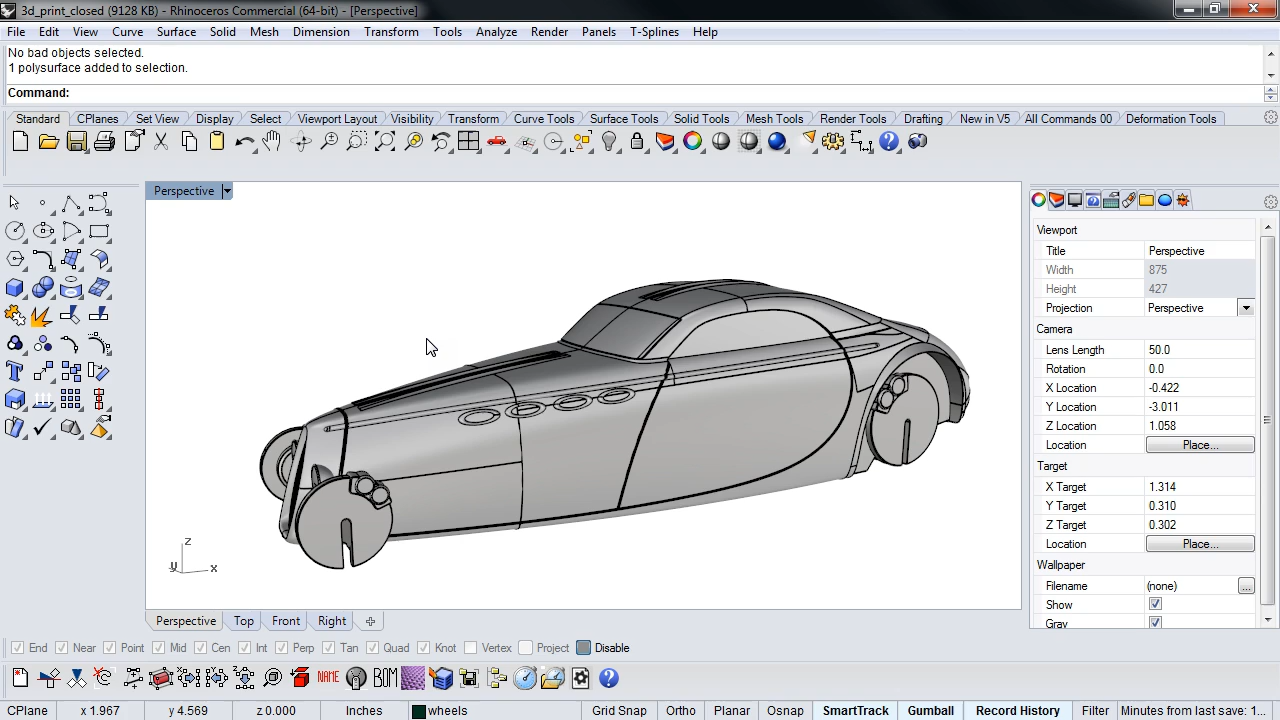 3d_print_closed (9128 KB) - Rhinoceros Commercial (64-bit) - [Perspective]
File Edit View Curve Surface Solid Mesh Dimension Transform Tools Analyze Render Panels T-Splines Help
No bad objects selected.
1 polysurface added to selection.
Command:
Standard CPlanes Set View Display Select Viewport Layout Visibility Transform Curve Tools Surface Tools Solid Tools Mesh Tools Render Tools Drafting New in V5 All Commands 00 Deformation Tools
Perspective
Viewport
Title Perspective
Width 875
Height 427
Projection Perspective
Camera
Lens Length 50.0
Rotation 0.0
X Location -0.422
Y Location -3.011
Z Location 1.058
Location Place...
Target
X Target 1.314
Y Target 0.310
Z Target 0.302
Location Place...
Wallpaper
Filename (none) ...
Show
Gray
z
y x
Perspective Top Front Right
End Near Point Mid Cen Int Perp Tan Quad Knot Vertex Project Disable
NAME BOM
CPlane x 1.967 y 4.569 z 0.000 Inches wheels Grid Snap Ortho Planar Osnap SmartTrack Gumball Record History Filter Minutes from last save: 1...